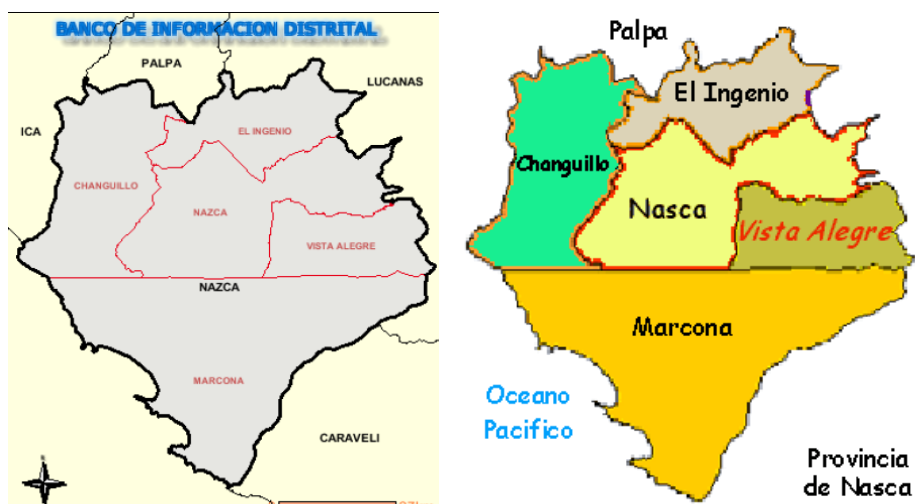 BANCO DE INFORMACION DISTRITAL
PALPA
LUCANAS
ICA
EL INGENIO
CHANGUILLO
NAZCA
VISTA ALEGRE
NAZCA
MARCONA
CARAVELI
Palpa
El Ingenio
Changuillo
Nasca
Vista Alegre
Marcona
Oceano
Pacifico
Provincia
de Nasca